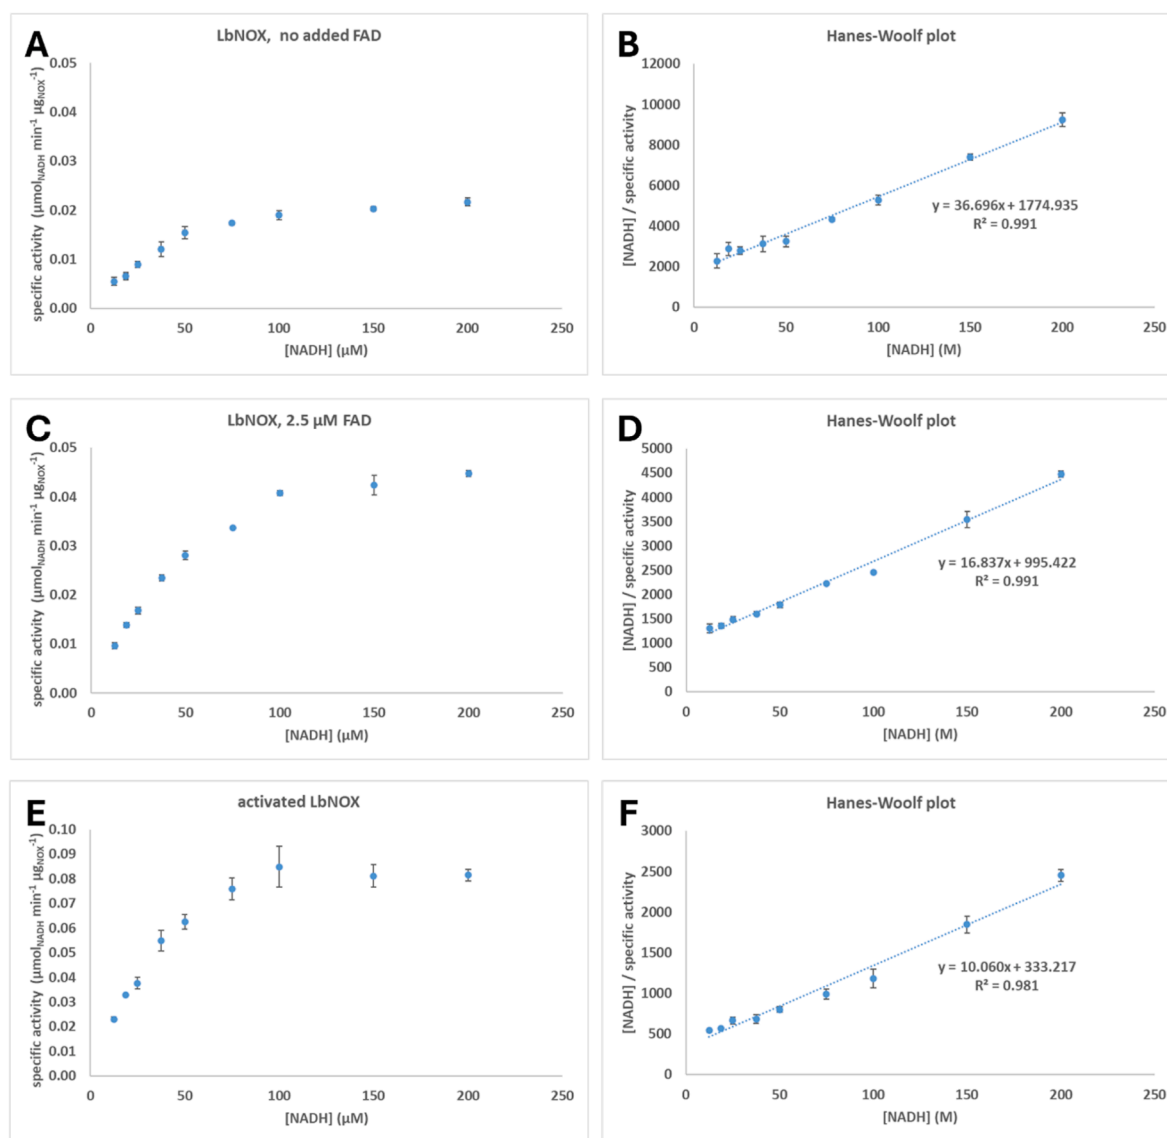 A
LbNOX, no added FAD
specific activity (µmolNADH min-1 µgNOX-1)
0.05
0.04
0.03
0.02
0.01
0.00
0 50 100 150 200 250
[NADH] (µM)
B
Hanes-Woolf plot
[NADH] / specific activity
12000
10000
8000
6000
4000
2000
0
y = 36.696x + 1774.935
R² = 0.991
0 50 100 150 200 250
[NADH] (M)
C
LbNOX, 2.5 µM FAD
specific activity (µmolNADH min-1 µgNOX-1)
0.05
0.04
0.03
0.02
0.01
0.00
0 50 100 150 200 250
[NADH] (µM)
D
Hanes-Woolf plot
[NADH] / specific activity
5000
4500
4000
3500
3000
2500
2000
1500
1000
500
0
y = 16.837x + 995.422
R² = 0.991
0 50 100 150 200 250
[NADH] (M)
E
activated LbNOX
specific activity (µmolNADH min-1 µgNOX-1)
0.10
0.09
0.08
0.07
0.06
0.05
0.04
0.03
0.02
0.01
0.00
0 50 100 150 200 250
[NADH] (µM)
F
Hanes-Woolf plot
[NADH] / specific activity
3000
2500
2000
1500
1000
500
0
y = 10.060x + 333.217
R² = 0.981
0 50 100 150 200 250
[NADH] (M)